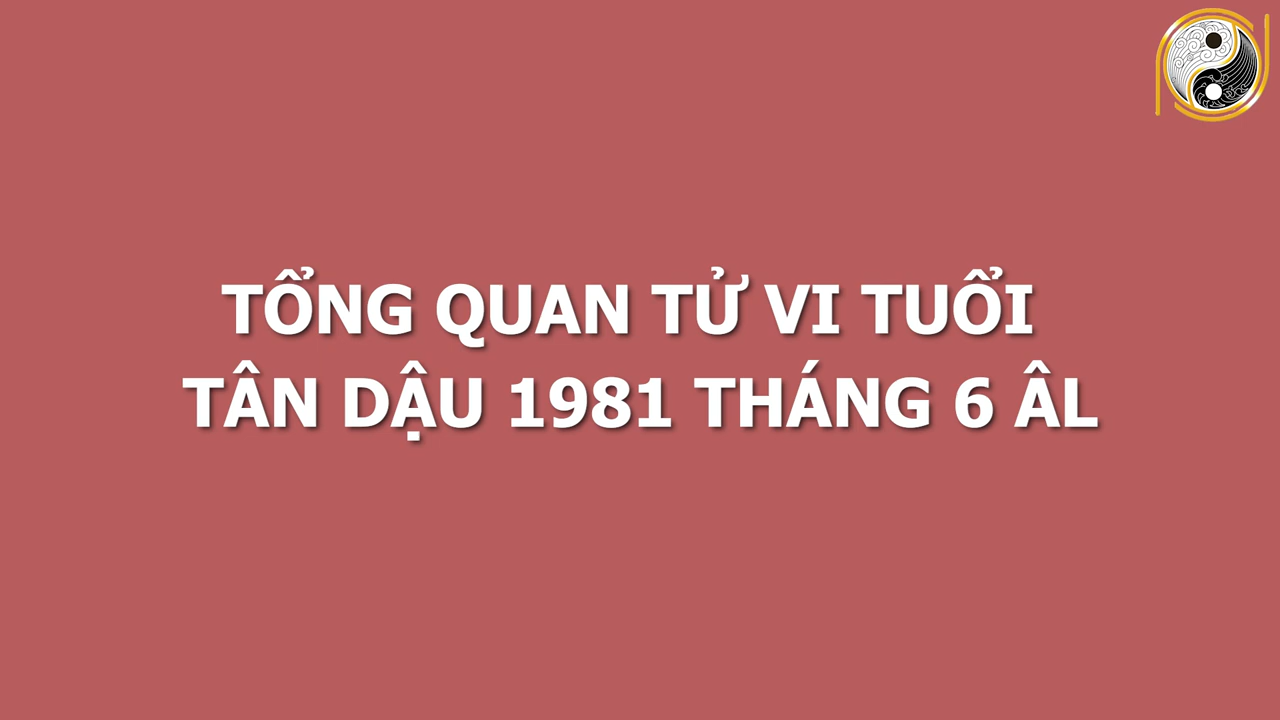 TỔNG QUAN TỬ VI TUỔI
TÂN DẬU 1981 THÁNG 6 ÂL